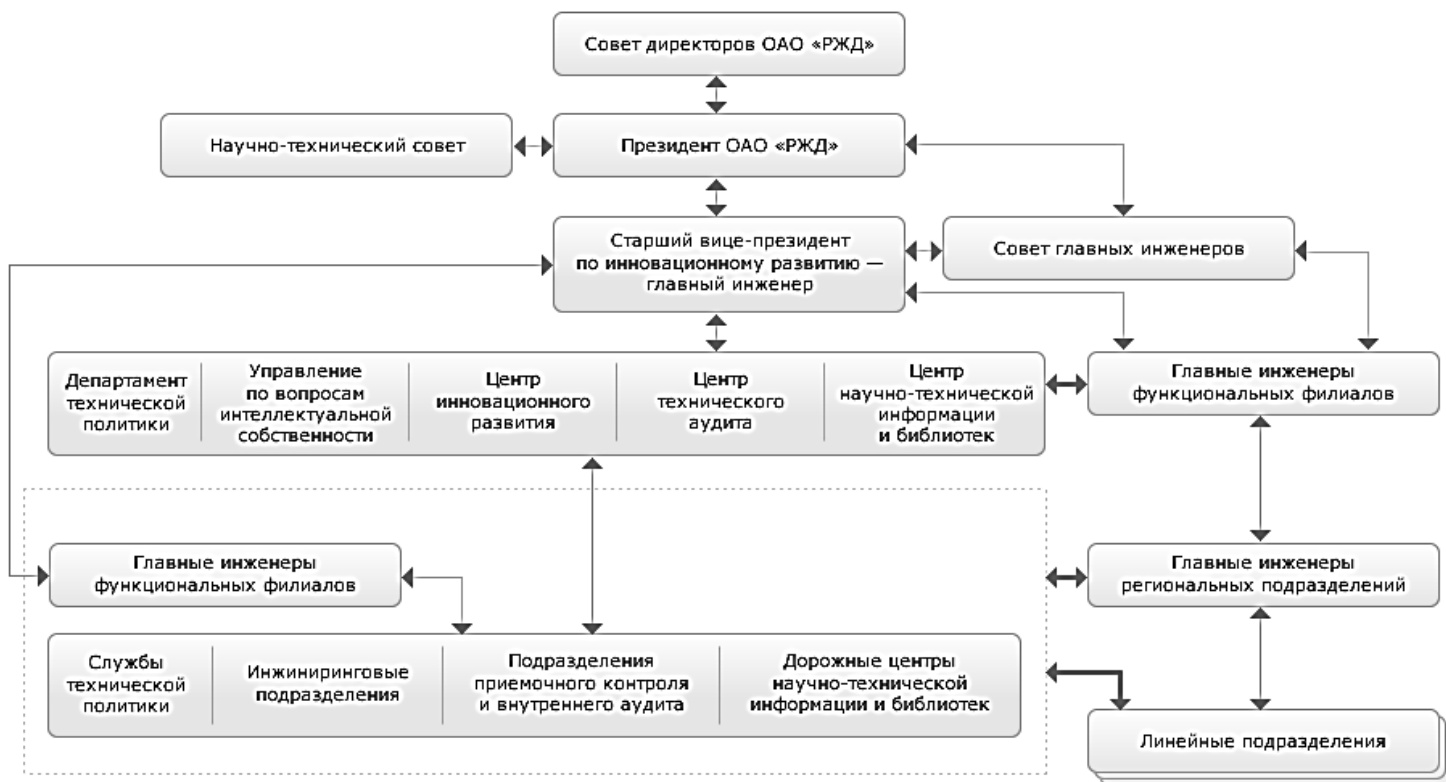 Совет директоров ОАО «РЖД»
Научно-технический совет
Президент ОАО «РЖД»
Старший вице-президент
по инновационному развитию —
главный инженер
Совет главных инженеров
Департамент
технической
политики
Управление
по вопросам
интеллектуальной
собственности
Центр
инновационного
развития
Центр
технического
аудита
Центр
научно-технической
информации
и библиотек
Главные инженеры
функциональных филиалов
Главные инженеры
функциональных филиалов
Главные инженеры
региональных подразделений
Службы
технической
политики
Инжиниринговые
подразделения
Подразделения
приемочного контроля
и внутреннего аудита
Дорожные центры
научно-технической
информации и библиотек
Линейные подразделения